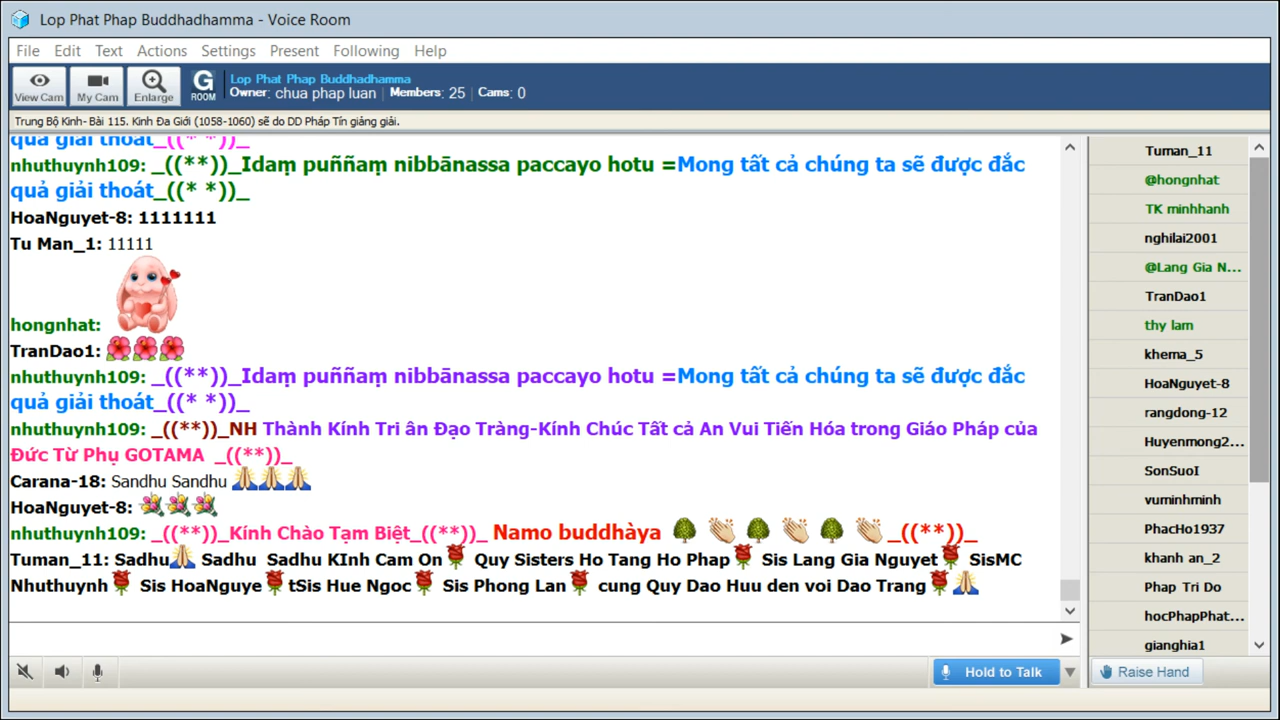 Lop Phat Phap Buddhadhamma - Voice Room
File Edit Text Actions Settings Present Following Help
View Cam My Cam Enlarge G ROOM
Lop Phat Phap Buddhadhamma
Owner: chua phap luan | Members: 25 | Cams: 0
Trung Bộ Kinh- Bài 115. Kinh Đa Giới (1058-1060) sẽ do DD Pháp Tín giảng giải.
quả giải thoát_((* *))_
nhuthuynh109: _((**))_Idaṃ puññaṃ nibbānassa paccayo hotu =Mong tất cả chúng ta sẽ được đắc
quả giải thoát_((* *))_
HoaNguyet-8: 1111111
Tu Man_1: 11111
hongnhat:
TranDao1: 🌺🌺🌺
nhuthuynh109: _((**))_Idaṃ puññaṃ nibbānassa paccayo hotu =Mong tất cả chúng ta sẽ được đắc
quả giải thoát_((* *))_
nhuthuynh109: _((**))_NH Thành Kính Tri ân Đạo Tràng-Kính Chúc Tất cả An Vui Tiến Hóa trong Giáo Pháp của
Đức Từ Phụ GOTAMA _((**))_
Carana-18: Sandhu Sandhu 🙏🙏🙏
HoaNguyet-8: 💐💐💐
nhuthuynh109: _((**))_Kính Chào Tạm Biệt_((**))_ Namo buddhàya 🌳 👏 🌳 👏 🌳 👏 _((**))_
Tuman_11: Sadhu🙏 Sadhu Sadhu KInh Cam On🌹 Quy Sisters Ho Tang Ho Phap🌹 Sis Lang Gia Nguyet🌹 SisMC
Nhuthuynh🌹 Sis HoaNguye🌹tSis Hue Ngoc🌹 Sis Phong Lan🌹 cung Quy Dao Huu den voi Dao Trang🌹🙏
Hold to Talk
Tuman_11
@hongnhat
TK minhhanh
nghilai2001
@Lang Gia N...
TranDao1
thy lam
khema_5
HoaNguyet-8
rangdong-12
Huyenmong2...
SonSuoI
vuminhminh
PhacHo1937
khanh an_2
Phap Tri Do
hocPhapPhat...
gianghia1
Raise Hand